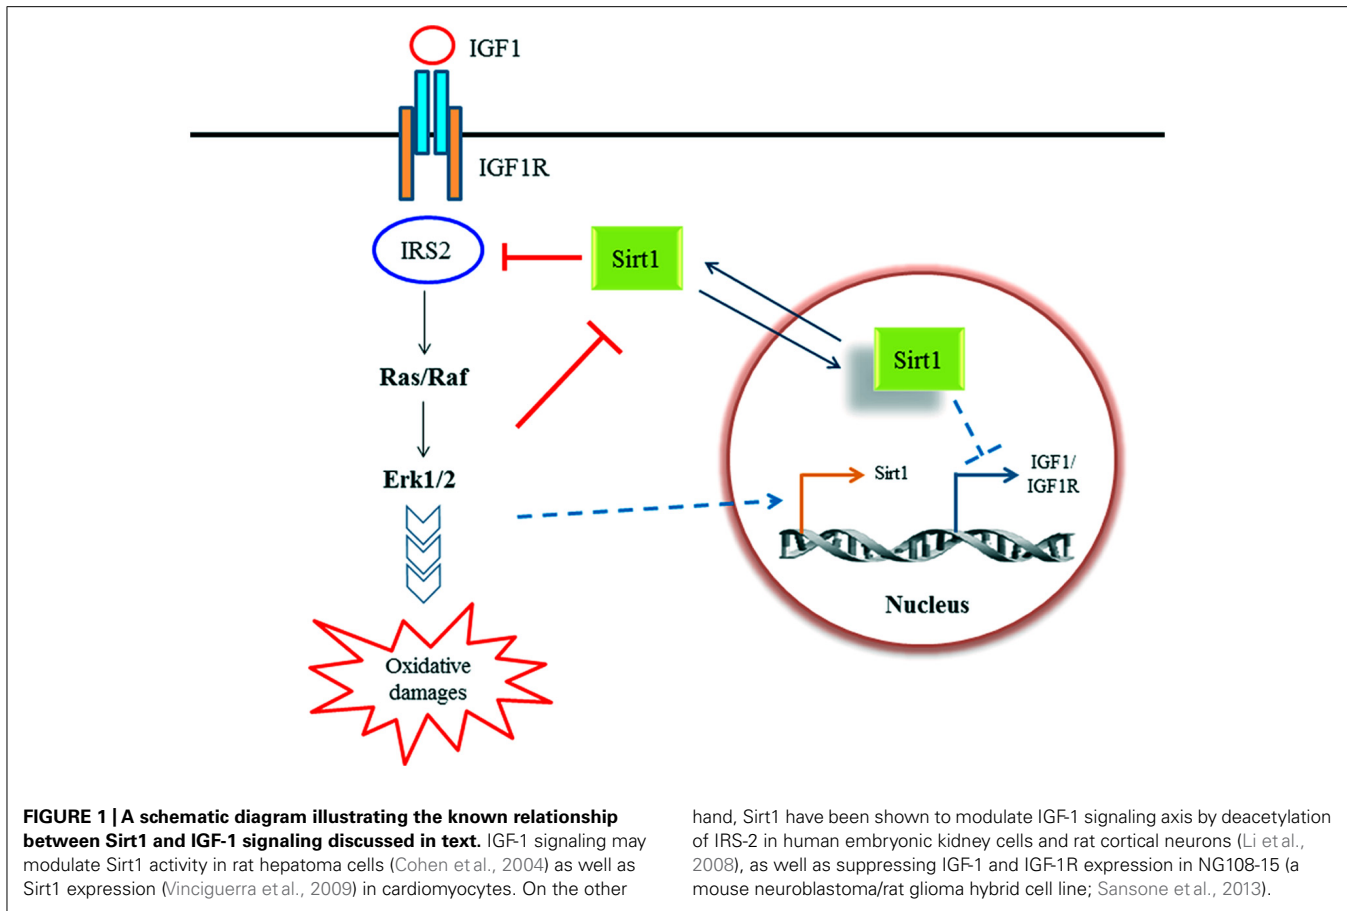 IGF1
IGF1R
IRS2
Sirt1
Sirt1
Ras/Raf
Erk1/2
Sirt1
IGF1/
IGF1R
Nucleus
Oxidative
damages
FIGURE 1 | A schematic diagram illustrating the known relationship
between Sirt1 and IGF-1 signaling discussed in text. IGF-1 signaling may
modulate Sirt1 activity in rat hepatoma cells (Cohen et al., 2004) as well as
Sirt1 expression (Vinciguerra et al., 2009) in cardiomyocytes. On the other
hand, Sirt1 have been shown to modulate IGF-1 signaling axis by deacetylation
of IRS-2 in human embryonic kidney cells and rat cortical neurons (Li et al.,
2008), as well as suppressing IGF-1 and IGF-1R expression in NG108-15 (a
mouse neuroblastoma/rat glioma hybrid cell line; Sansone et al., 2013).